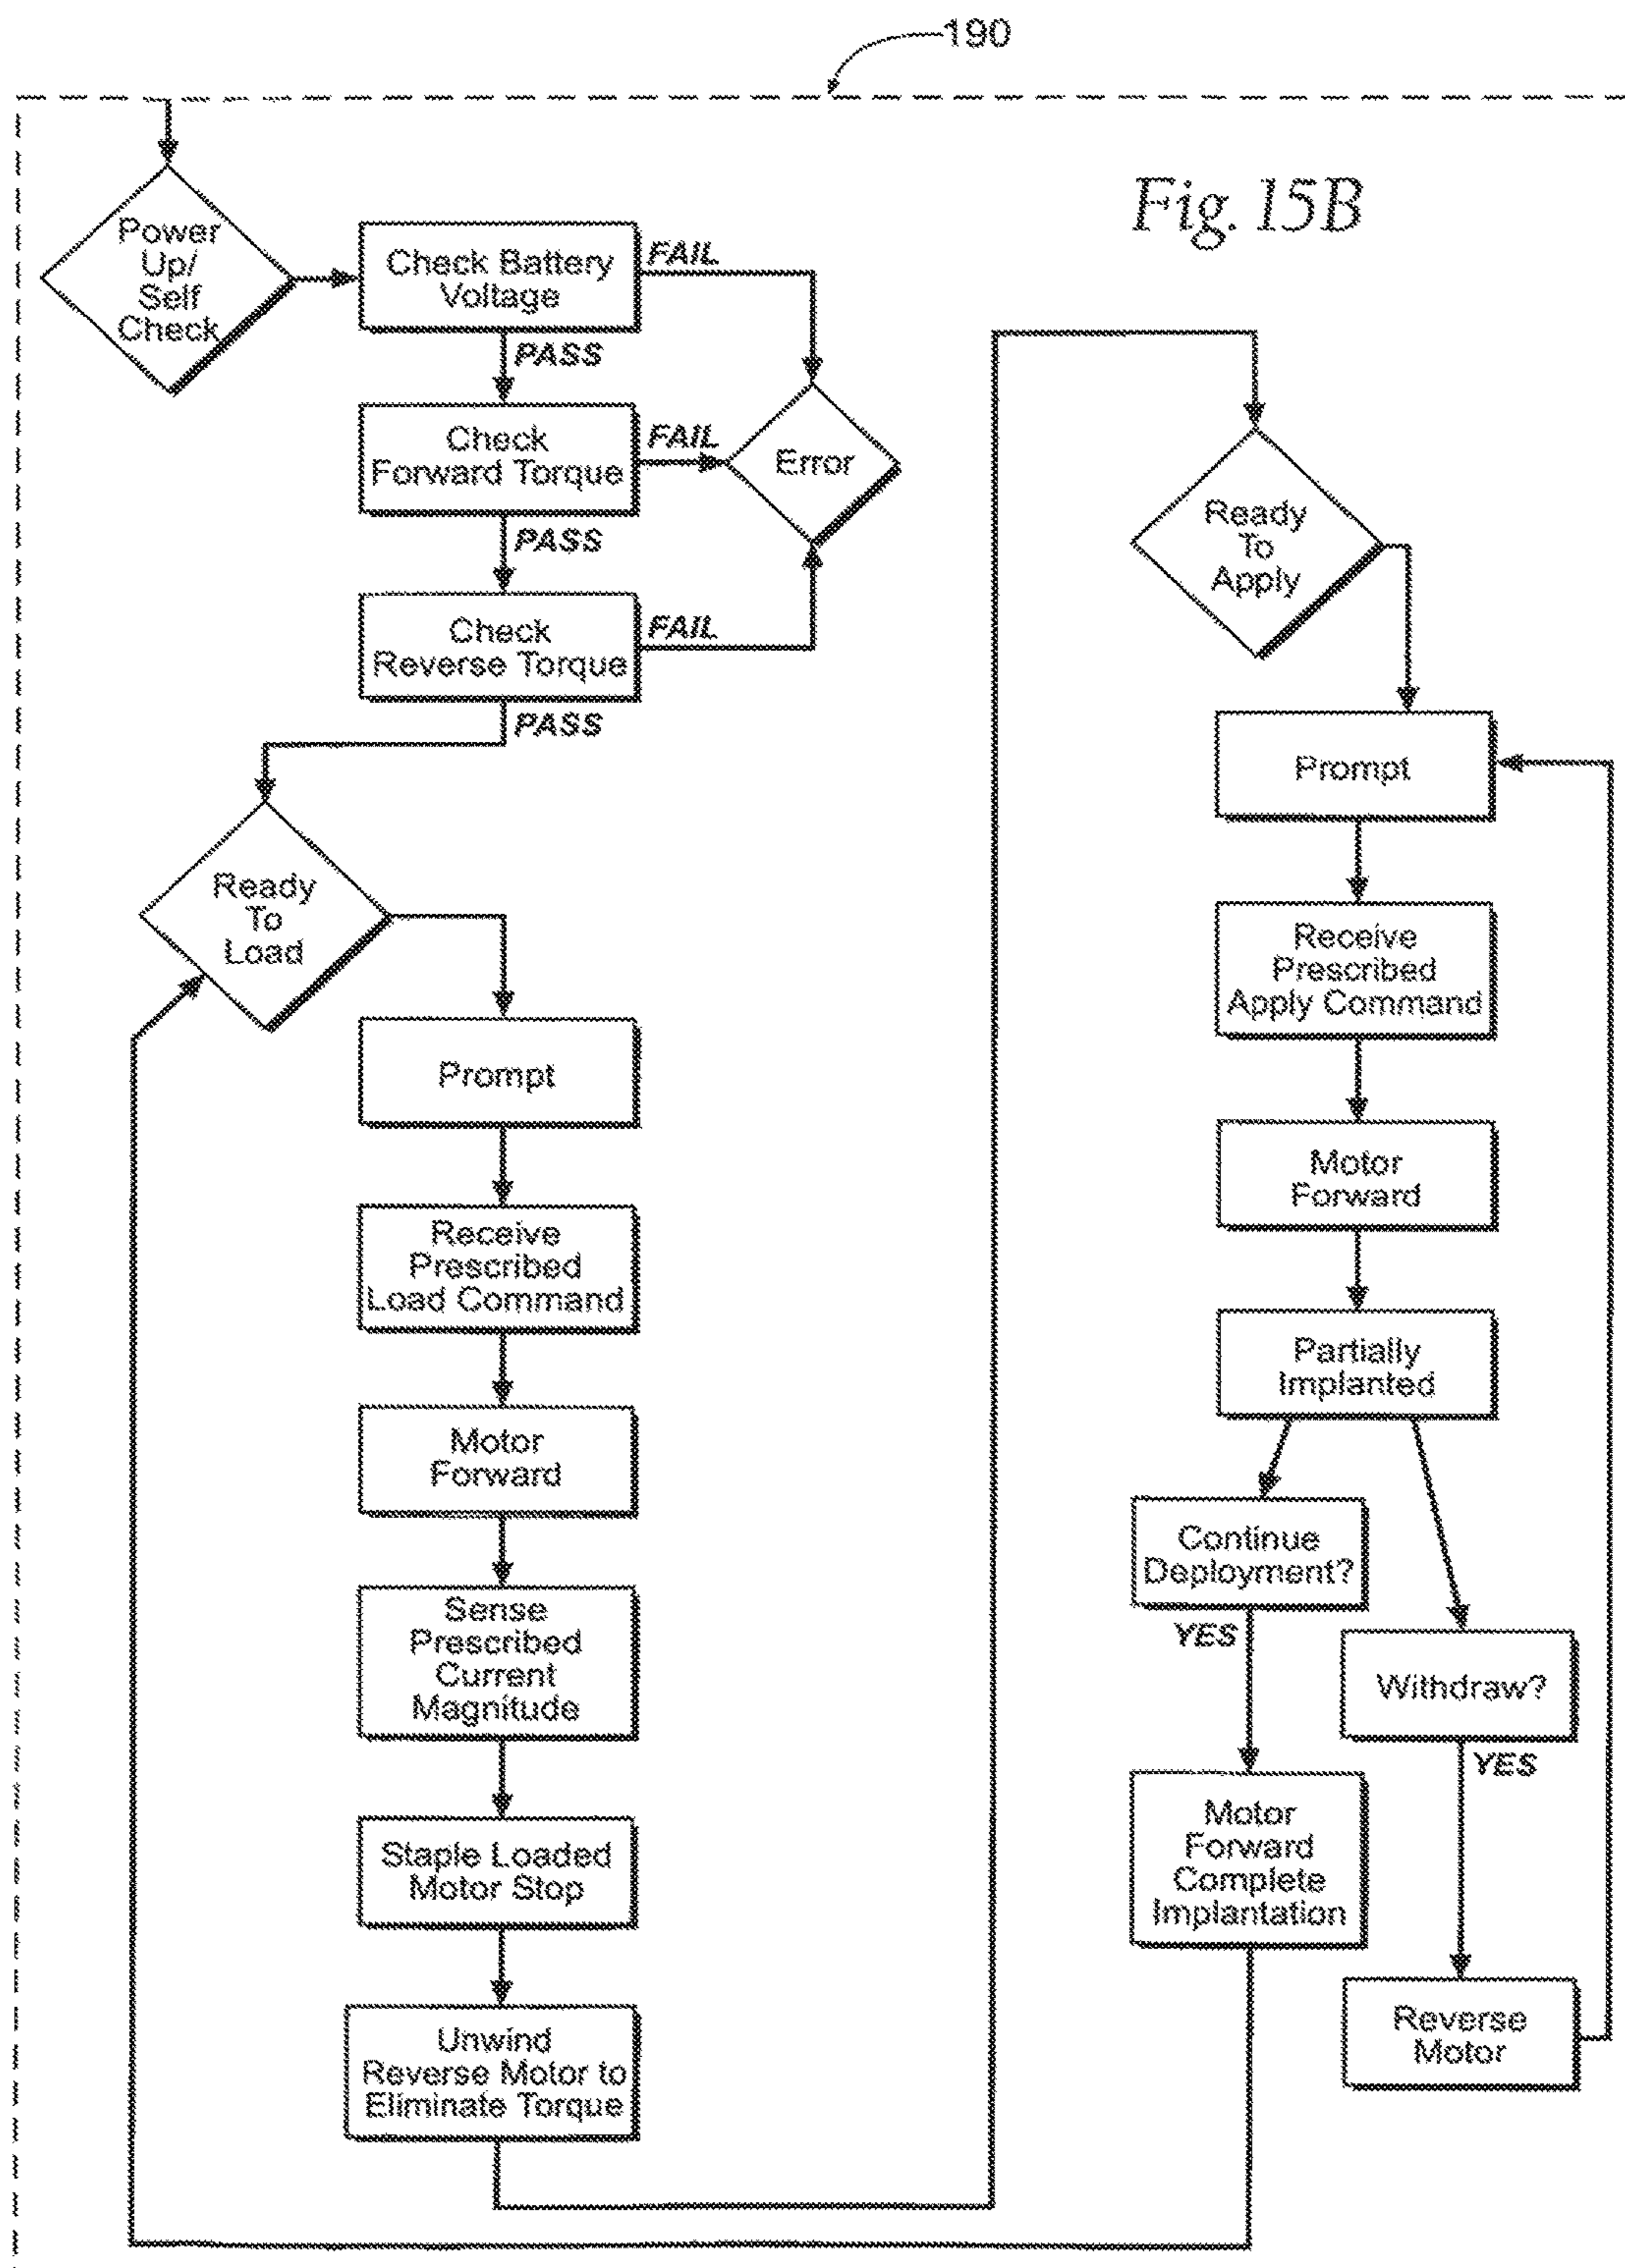 190
Fig. 15B
Power
Up/
Self
Check
Check Battery
Voltage
FAIL
PASS
Check
Forward Torque
FAIL
Error
PASS
Check
Reverse Torque
FAIL
PASS
Ready
To
Load
Prompt
Receive
Prescribed
Load Command
Motor
Forward
Sense
Prescribed
Current
Magnitude
Staple Loaded
Motor Stop
Unwind
Reverse Motor to
Eliminate Torque
Ready
To
Apply
Prompt
Receive
Prescribed
Apply Command
Motor
Forward
Partially
Implanted
Continue
Deployment?
YES
Withdraw?
YES
Motor
Forward
Complete
Implantation
Reverse
Motor